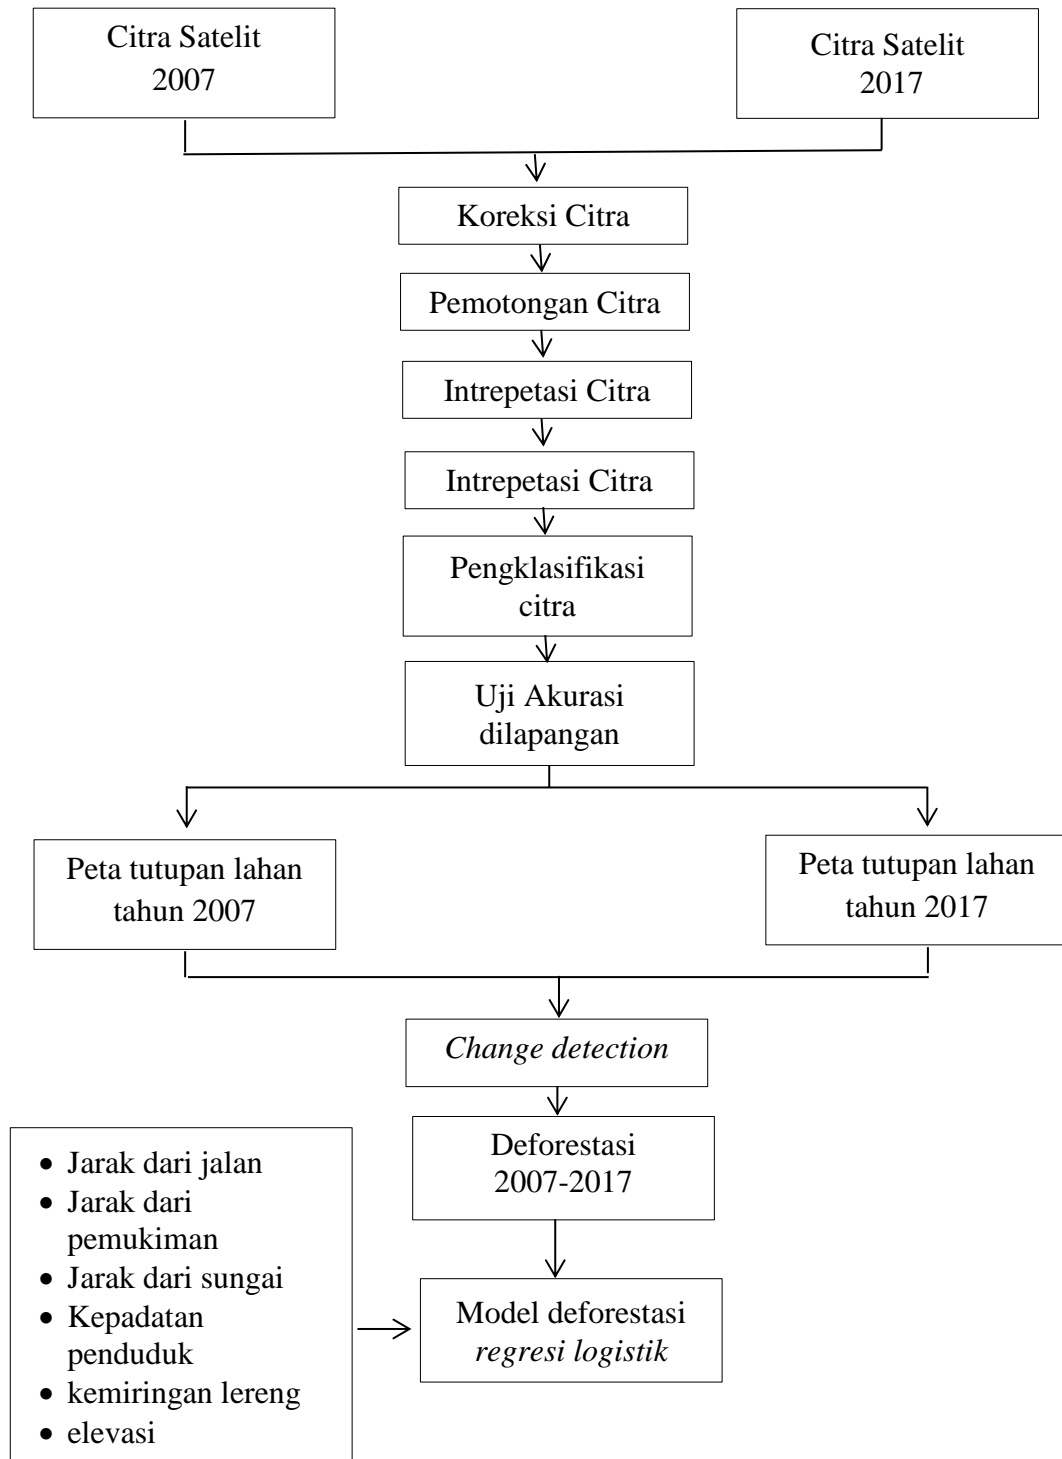 Citra Satelit
2007
Citra Satelit
2017
Koreksi Citra
Pemotongan Citra
Intrepetasi Citra
Intrepetasi Citra
Pengklasifikasi
citra
Uji Akurasi
dilapangan
Peta tutupan lahan
tahun 2007
Peta tutupan lahan
tahun 2017
Change detection
Deforestasi
2007-2017
• Jarak dari jalan
• Jarak dari
pemukiman
• Jarak dari sungai
• Kepadatan
penduduk
• kemiringan lereng
• elevasi
Model deforestasi
regresi logistik